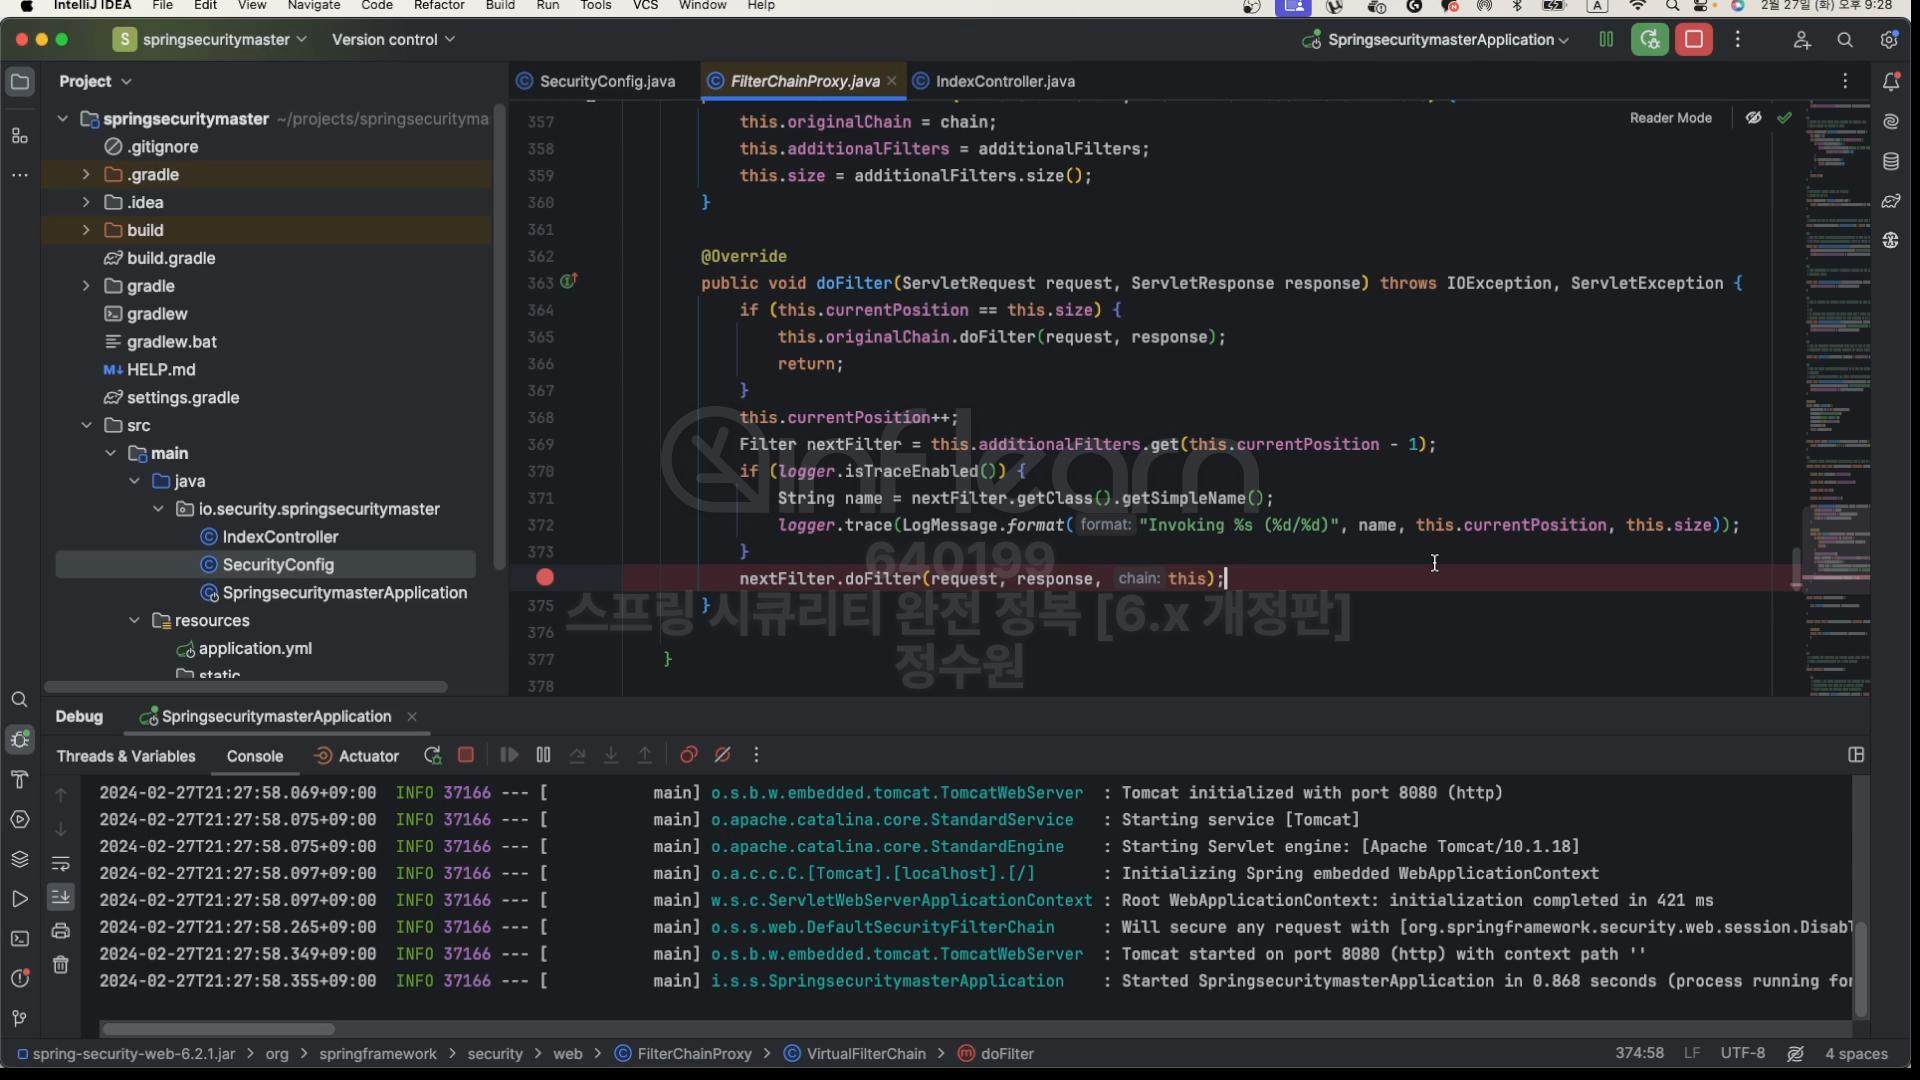 IntelliJ IDEA File Edit View Navigate Code Refactor Build Run Tools VCS Window Help A 2월 27일 (화) 오후 9:28
S springsecuritymaster Version control SpringsecuritymasterApplication
Project SecurityConfig.java FilterChainProxy.java IndexController.java
springsecuritymaster ~/projects/springsecurityma
.gitignore
.gradle
.idea
build
build.gradle
gradle
gradlew
gradlew.bat
M↓ HELP.md
settings.gradle
src
main
java
io.security.springsecuritymaster
IndexController
SecurityConfig
SpringsecuritymasterApplication
resources
application.yml
static
Reader Mode
357 this.originalChain = chain;
358 this.additionalFilters = additionalFilters;
359 this.size = additionalFilters.size();
360 }
361
362 @Override
363 public void doFilter(ServletRequest request, ServletResponse response) throws IOException, ServletException {
364 if (this.currentPosition == this.size) {
365 this.originalChain.doFilter(request, response);
366 return;
367 }
368 this.currentPosition++;
369 Filter nextFilter = this.additionalFilters.get(this.currentPosition - 1);
370 if (logger.isTraceEnabled()) {
371 String name = nextFilter.getClass().getSimpleName();
372 logger.trace(LogMessage.format( format: "Invoking %s (%d/%d)", name, this.currentPosition, this.size));
373 }
nextFilter.doFilter(request, response, chain: this);
375 }
376
377 }
378
inflearn
640199
스프링 시큐리티 완전 정복 [6.x 개정판]
정수원
Debug SpringsecuritymasterApplication
Threads & Variables Console Actuator
2024-02-27T21:27:58.069+09:00 INFO 37166 --- [ main] o.s.b.w.embedded.tomcat.TomcatWebServer : Tomcat initialized with port 8080 (http)
2024-02-27T21:27:58.075+09:00 INFO 37166 --- [ main] o.apache.catalina.core.StandardService : Starting service [Tomcat]
2024-02-27T21:27:58.075+09:00 INFO 37166 --- [ main] o.apache.catalina.core.StandardEngine : Starting Servlet engine: [Apache Tomcat/10.1.18]
2024-02-27T21:27:58.097+09:00 INFO 37166 --- [ main] o.a.c.c.C.[Tomcat].[localhost].[/] : Initializing Spring embedded WebApplicationContext
2024-02-27T21:27:58.097+09:00 INFO 37166 --- [ main] w.s.c.ServletWebServerApplicationContext : Root WebApplicationContext: initialization completed in 421 ms
2024-02-27T21:27:58.265+09:00 INFO 37166 --- [ main] o.s.s.web.DefaultSecurityFilterChain : Will secure any request with [org.springframework.security.web.session.Disabl
2024-02-27T21:27:58.349+09:00 INFO 37166 --- [ main] o.s.b.w.embedded.tomcat.TomcatWebServer : Tomcat started on port 8080 (http) with context path ''
2024-02-27T21:27:58.355+09:00 INFO 37166 --- [ main] i.s.s.SpringsecuritymasterApplication : Started SpringsecuritymasterApplication in 0.868 seconds (process running for
spring-security-web-6.2.1.jar > org > springframework > security > web > FilterChainProxy > VirtualFilterChain > doFilter 374:58 LF UTF-8 4 spaces